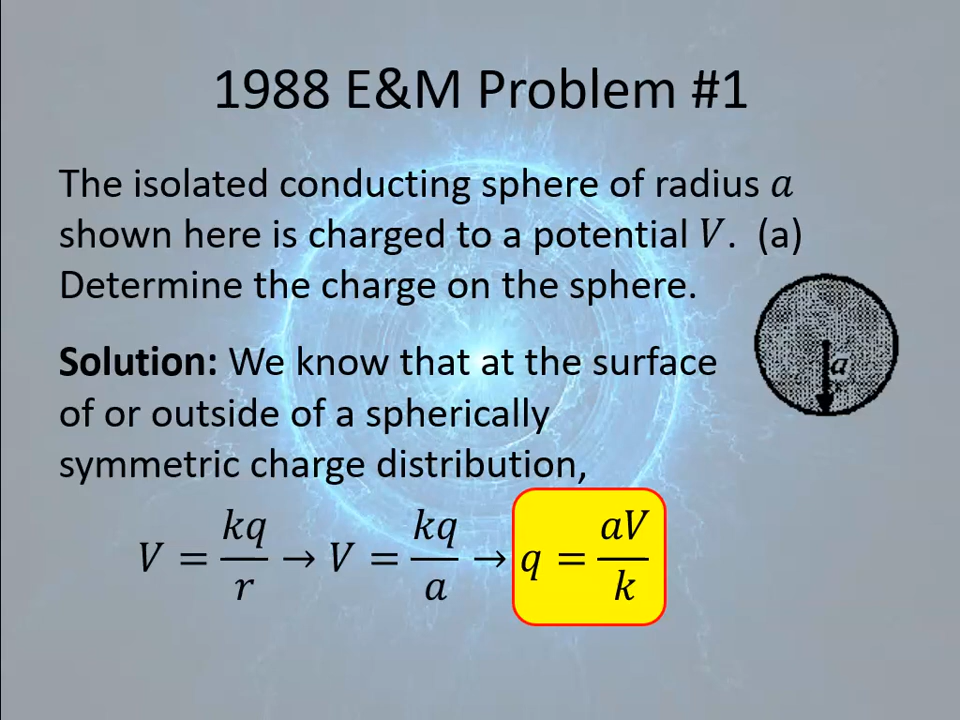 1988 E&M Problem #1
The isolated conducting sphere of radius a
shown here is charged to a potential V. (a)
Determine the charge on the sphere.
a
Solution: We know that at the surface
of or outside of a spherically
symmetric charge distribution,
V = kq/r → V = kq/a → q = aV/k